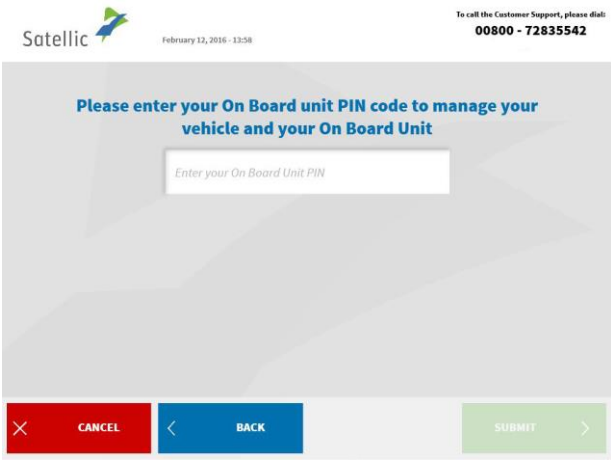 Satellic
February 12, 2016 - 13:58
To call the Customer Support, please dial:
00800 - 72835542
Please enter your On Board unit PIN code to manage your
vehicle and your On Board Unit
Enter your On Board Unit PIN
CANCEL
BACK
SUBMIT